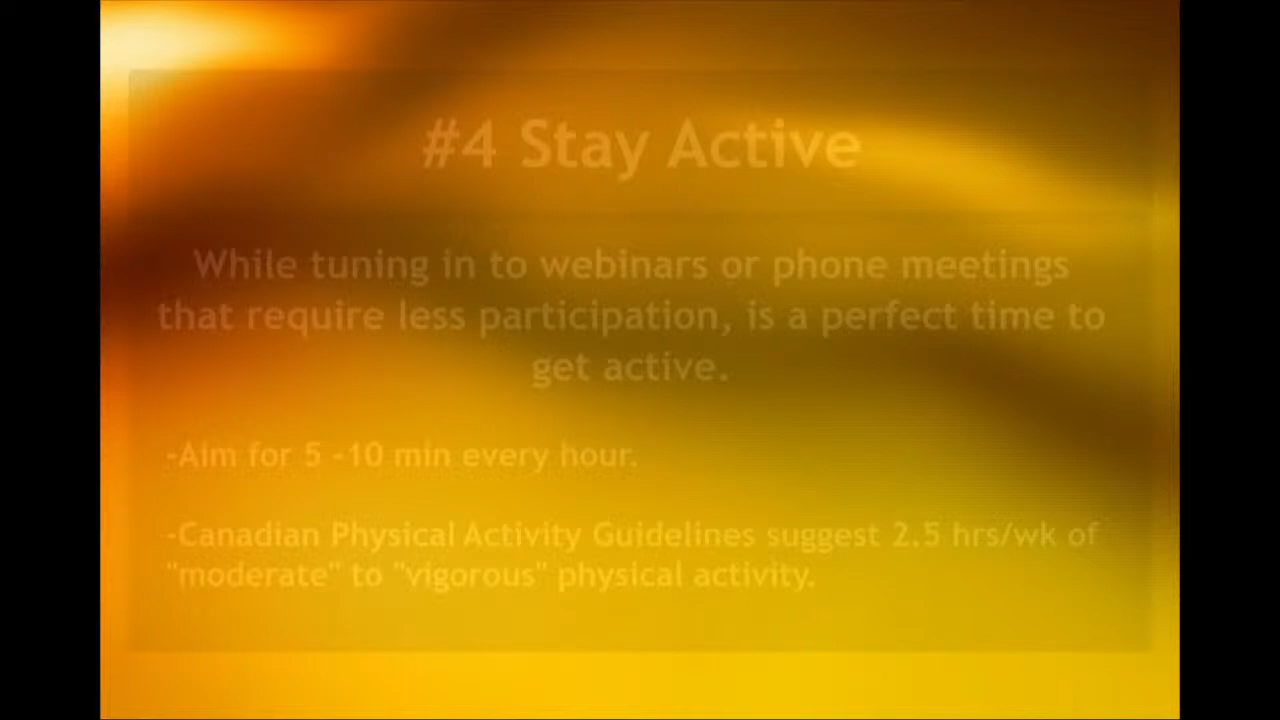 #4 Stay Active
While tuning in to webinars or phone meetings
that require less participation, is a perfect time to
get active.
-Aim for 5 -10 min every hour.
-Canadian Physical Activity Guidelines suggest 2.5 hrs/wk of
"moderate" to "vigorous" physical activity.